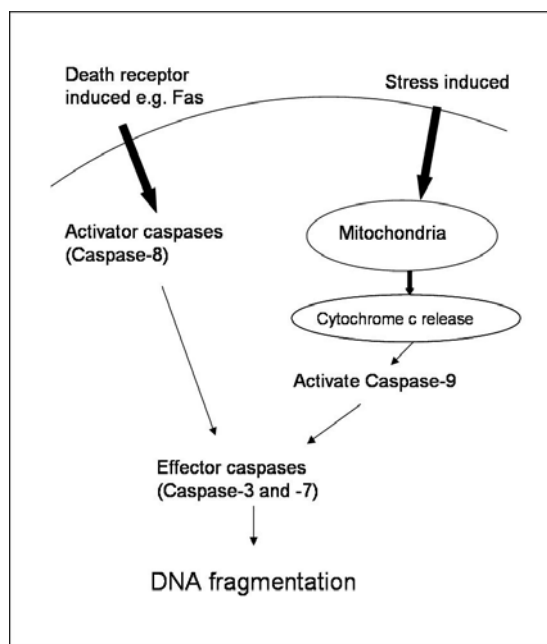 Death receptor
induced e.g. Fas
Stress induced
Activator caspases
(Caspase-8)
Mitochondria
Cytochrome c release
Activate Caspase-9
Effector caspases
(Caspase-3 and -7)
DNA fragmentation